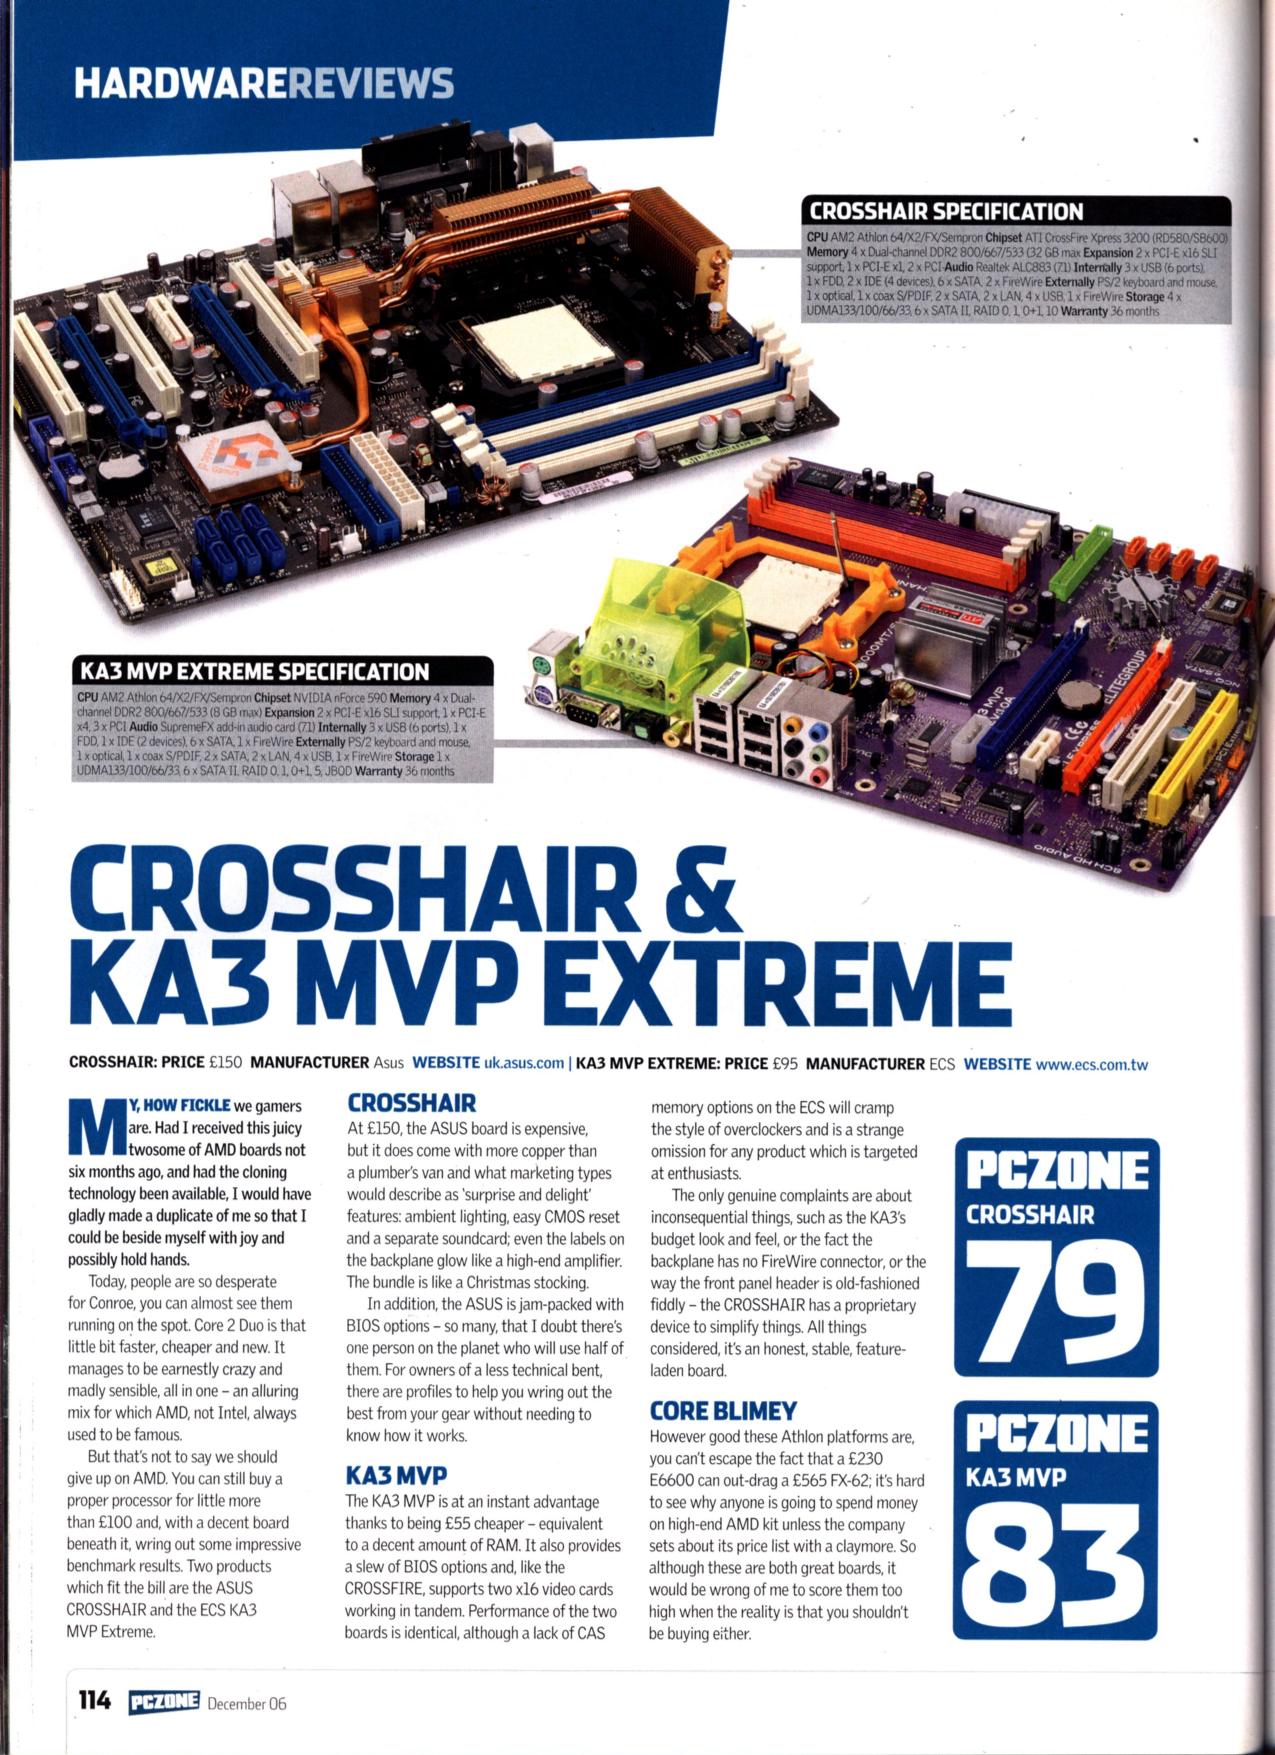 HARDWAREREVIEWS
CROSSHAIR SPECIFICATION
CPU AM2 Athlon 64/X2/FX/Sempron Chipset ATI CrossFire Xpress 3200 (RD580/SB600)
Memory 4 x Dual-channel DDR2 800/667/533 (32 GB max Expansion 2 x PCI-E x16 SLI
support, 1 x PCI-E x1, 2 x PCI-Audio Realtek ALC883 (7.1) Internally 3 x USB (6 ports),
1 x FDD, 2 x IDE (4 devices), 6 x SATA, 2 x FireWire Externally PS/2 keyboard and mouse,
1 x optical, 1 x coax S/PDIF, 2 x SATA, 2 x LAN, 4 x USB, 1 x FireWire Storage 4 x
UDMA133/100/66/33, 6 x SATA II, RAID 0, 1, 0+1, 10 Warranty 36 months
KA3 MVP EXTREME SPECIFICATION
CPU AM2 Athlon 64/X2/FX/Sempron Chipset NVIDIA nForce 590 Memory 4 x Dual-
channel DDR2 800/667/533 (8 GB max) Expansion 2 x PCI-E x16 SLI support, 1 x PCI-E
x4, 3 x PCI Audio SupremeFX add-in audio card (7.1) Internally 3 x USB (6 ports), 1 x
FDD, 1 x IDE (2 devices), 6 x SATA, 1 x FireWire Externally PS/2 keyboard and mouse,
1 x optical, 1 x coax S/PDIF, 2 x SATA, 2 x LAN, 4 x USB, 1 x FireWire Storage 1 x
UDMA133/100/66/33, 6 x SATA II, RAID 0, 1, 0+1, 5, JBOD Warranty 36 months
ELITEGROUP
8CH HD AUDIO
CROSSHAIR &
KA3 MVP EXTREME
CROSSHAIR: PRICE £150 MANUFACTURER Asus WEBSITE uk.asus.com | KA3 MVP EXTREME: PRICE £95 MANUFACTURER ECS WEBSITE www.ecs.com.tw
MY, HOW FICKLE we gamers
are. Had I received this juicy
twosome of AMD boards not
six months ago, and had the cloning
technology been available, I would have
gladly made a duplicate of me so that I
could be beside myself with joy and
possibly hold hands.
Today, people are so desperate
for Conroe, you can almost see them
running on the spot. Core 2 Duo is that
little bit faster, cheaper and new. It
manages to be earnestly crazy and
madly sensible, all in one – an alluring
mix for which AMD, not Intel, always
used to be famous.
But that's not to say we should
give up on AMD. You can still buy a
proper processor for little more
than £100 and, with a decent board
beneath it, wring out some impressive
benchmark results. Two products
which fit the bill are the ASUS
CROSSHAIR and the ECS KA3
MVP Extreme.
CROSSHAIR
At £150, the ASUS board is expensive,
but it does come with more copper than
a plumber's van and what marketing types
would describe as 'surprise and delight'
features: ambient lighting, easy CMOS reset
and a separate soundcard; even the labels on
the backplane glow like a high-end amplifier.
The bundle is like a Christmas stocking.
In addition, the ASUS is jam-packed with
BIOS options – so many, that I doubt there's
one person on the planet who will use half of
them. For owners of a less technical bent,
there are profiles to help you wring out the
best from your gear without needing to
know how it works.
KA3 MVP
The KA3 MVP is at an instant advantage
thanks to being £55 cheaper – equivalent
to a decent amount of RAM. It also provides
a slew of BIOS options and, like the
CROSSFIRE, supports two x16 video cards
working in tandem. Performance of the two
boards is identical, although a lack of CAS
memory options on the ECS will cramp
the style of overclockers and is a strange
omission for any product which is targeted
at enthusiasts.
The only genuine complaints are about
inconsequential things, such as the KA3's
budget look and feel, or the fact the
backplane has no FireWire connector, or the
way the front panel header is old-fashioned
fiddly – the CROSSHAIR has a proprietary
device to simplify things. All things
considered, it's an honest, stable, feature-
laden board.
CORE BLIMEY
However good these Athlon platforms are,
you can't escape the fact that a £230
E6600 can out-drag a £565 FX-62; it's hard
to see why anyone is going to spend money
on high-end AMD kit unless the company
sets about its price list with a claymore. So
although these are both great boards, it
would be wrong of me to score them too
high when the reality is that you shouldn't
be buying either.
PCZONE
CROSSHAIR
79
PCZONE
KA3 MVP
83
114 PCZONE December 06